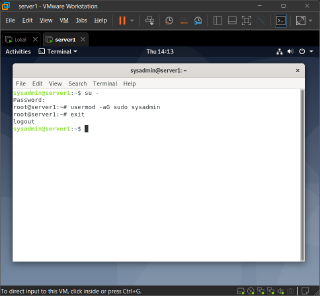 server1 - VMware Workstation
File Edit View VM Tabs Help
Lokal
server1
Activities Terminal Thu 14:13
sysadmin@server1: ~
File Edit View Search Terminal Help
sysadmin@server1:~$ su -
Password:
root@server1:~# usermod -aG sudo sysadmin
root@server1:~# exit
logout
sysadmin@server1:~$
To direct input to this VM, click inside or press Ctrl+G.